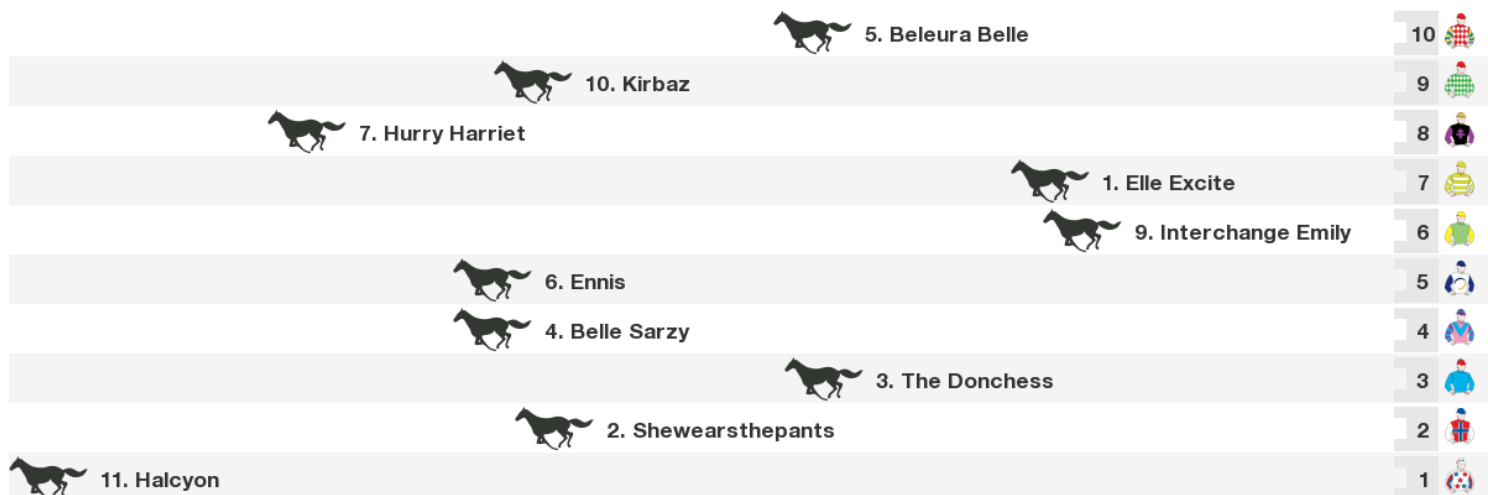 5. Beleura Belle 10
10. Kirbaz 9
7. Hurry Harriet 8
1. Elle Excite 7
9. Interchange Emily 6
6. Ennis 5
4. Belle Sarzy 4
3. The Donchess 3
2. Shewearsthepants 2
11. Halcyon 1